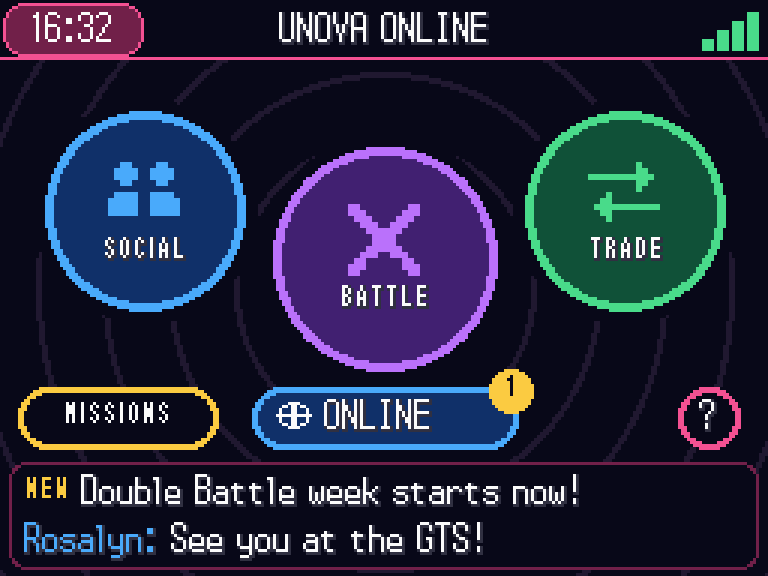 16:32
UNOVA ONLINE
SOCIAL
BATTLE
TRADE
MISSIONS
ONLINE
1
?
NEW Double Battle week starts now!
Rosalyn: See you at the GTS!